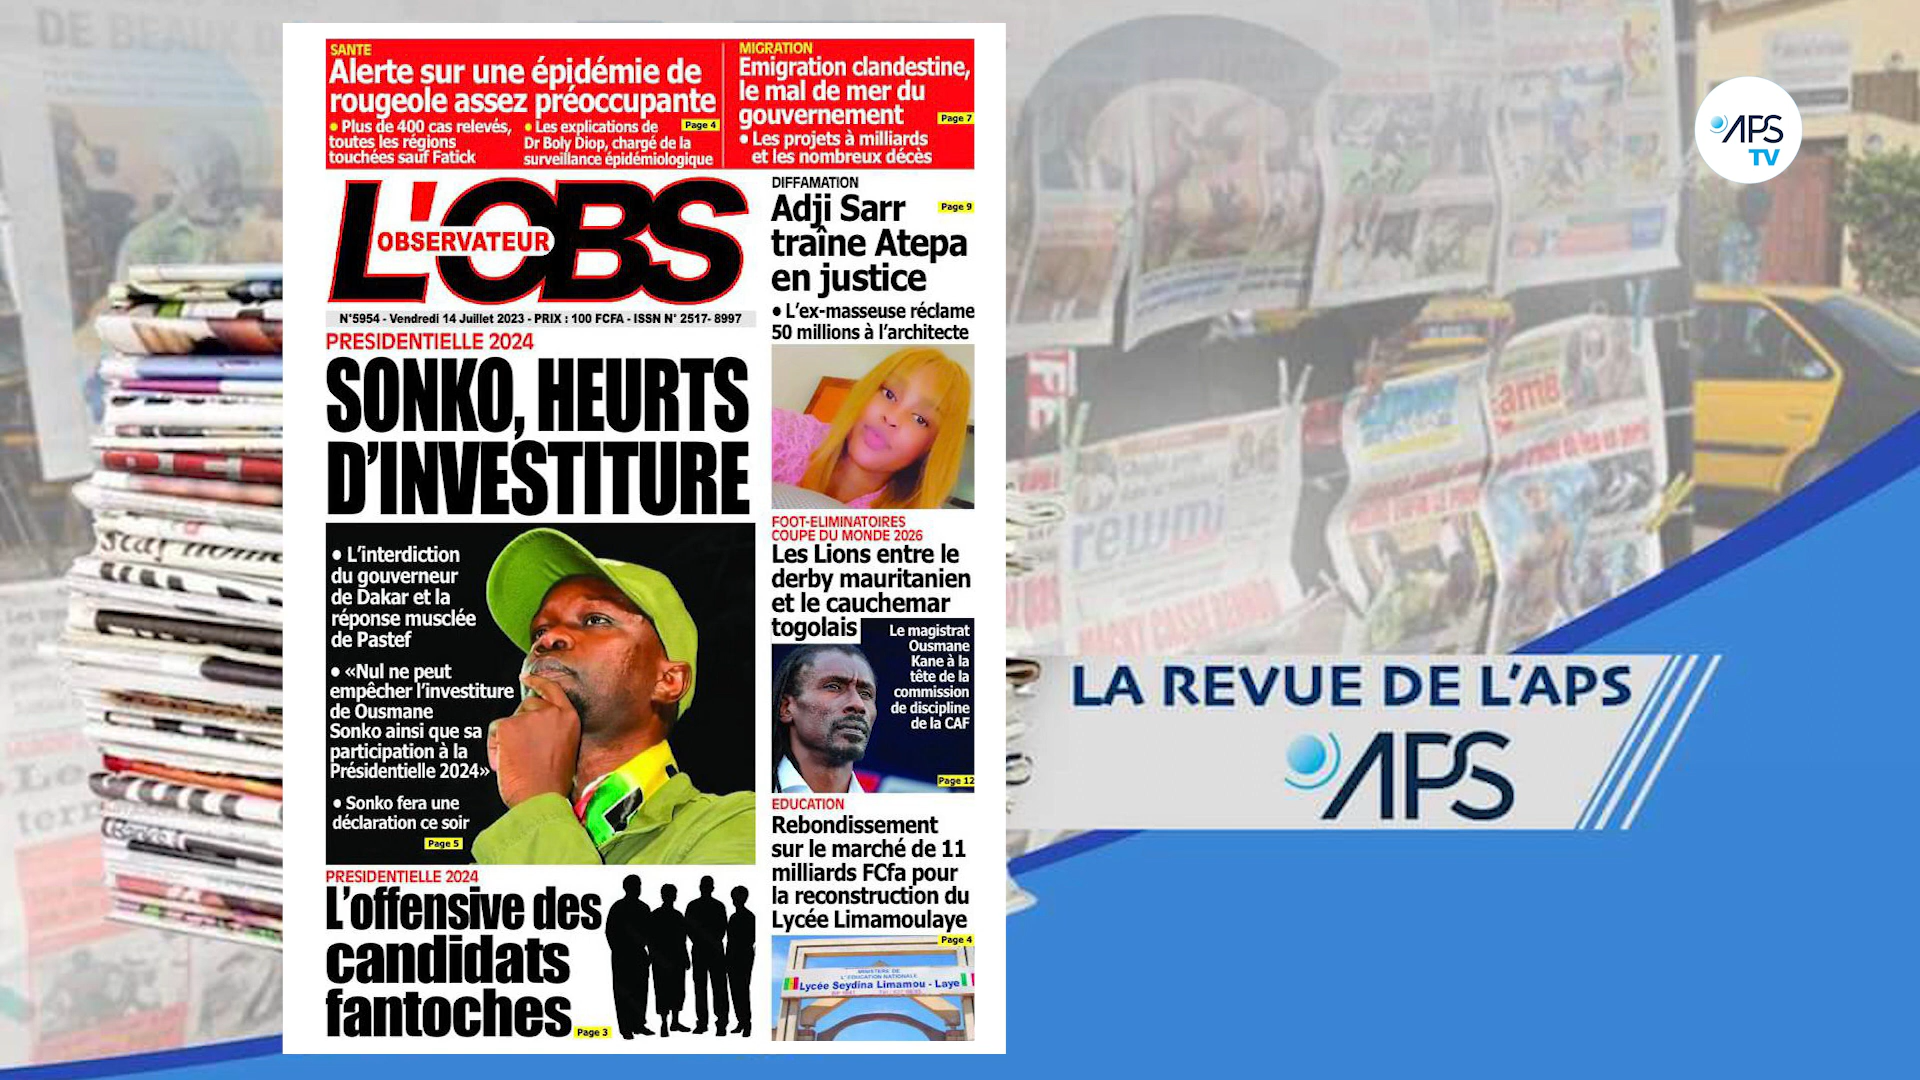 SANTE
Alerte sur une épidémie de
rougeole assez préoccupante
• Plus de 400 cas relevés,
toutes les régions
touchées sauf Fatick
• Les explications de
Dr Boly Diop, chargé de la
surveillance épidémiologique
Page 4
MIGRATION
Emigration clandestine,
le mal de mer du
gouvernement
Page 7
• Les projets à milliards
et les nombreux décès
L'OBS
OBSERVATEUR
N°5954 - Vendredi 14 Juillet 2023 - PRIX : 100 FCFA - ISSN N° 2517- 8997
PRESIDENTIELLE 2024
SONKO, HEURTS
D'INVESTITURE
• L'interdiction
du gouverneur
de Dakar et la
réponse musclée
de Pastef
• «Nul ne peut
empêcher l'investiture
de Ousmane
Sonko ainsi que sa
participation à la
Présidentielle 2024»
• Sonko fera une
déclaration ce soir
Page 5
PRESIDENTIELLE 2024
L'offensive des
candidats
fantoches
Page 3
DIFFAMATION
Adji Sarr
Page 9
traîne Atepa
en justice
• L'ex-masseuse réclame
50 millions à l'architecte
FOOT-ELIMINATOIRES
COUPE DU MONDE 2026
Les Lions entre le
derby mauritanien
et le cauchemar
togolais
Le magistrat
Ousmane
Kane à la
tête de la
commission
de discipline
de la CAF
Page 12
EDUCATION
Rebondissement
sur le marché de 11
milliards FCfa pour
la reconstruction du
Lycée Limamoulaye
Page 4
MINISTERE DE
L'EDUCATION NATIONALE
Lycée Seydina Limamou - Laye
APS
TV
LA REVUE DE L'APS
APS